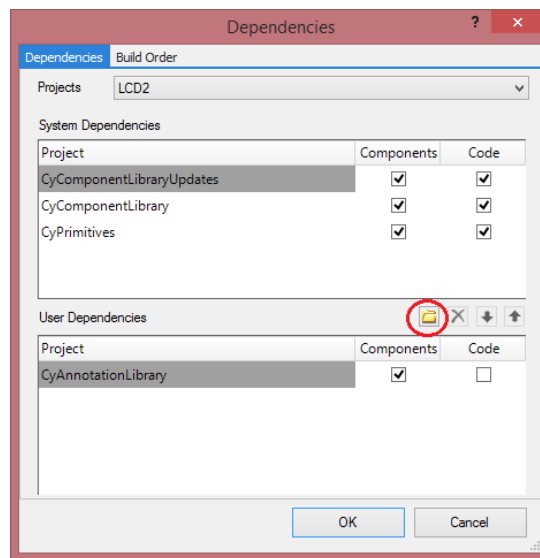 Dependencies ?
Dependencies Build Order
Projects LCD2
System Dependencies
Project Components Code
CyComponentLibraryUpdates
CyComponentLibrary
CyPrimitives
User Dependencies
Project Components Code
CyAnnotationLibrary
OK Cancel